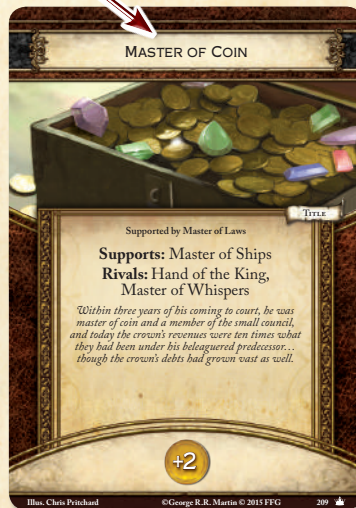 MASTER OF COIN
TITLE
Supported by Master of Laws
Supports: Master of Ships
Rivals: Hand of the King,
Master of Whispers
Within three years of his coming to court, he was
master of coin and a member of the small council,
and today the crown's revenues were ten times what
they had been under his beleaguered predecessor…
though the crown's debts had grown vast as well.
+2
Illus. Chris Pritchard
©George R.R. Martin © 2015 FFG
209